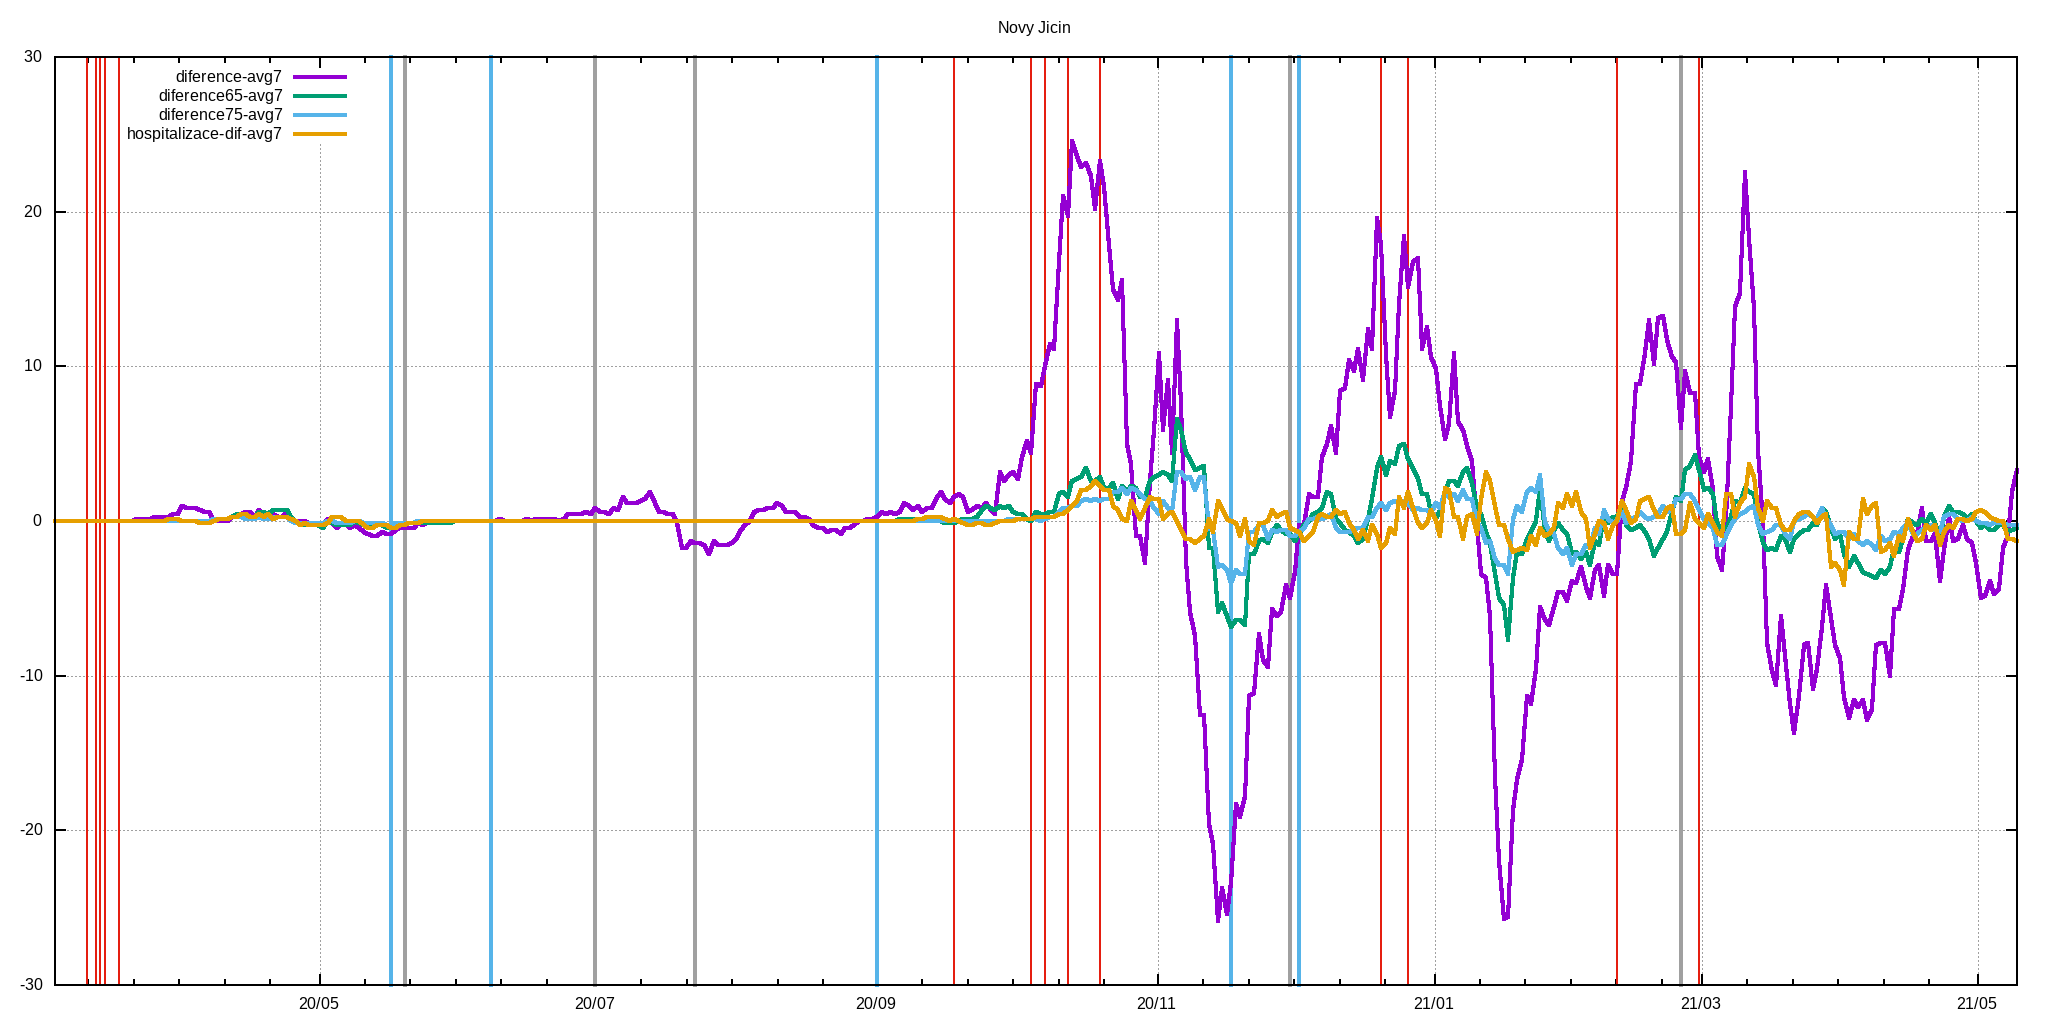 Novy Jicin
30
20
10
0
-10
-20
-30
diference-avg7
diference65-avg7
diference75-avg7
hospitalizace-dif-avg7
20/05 20/07 20/09 20/11 21/01 21/03 21/05